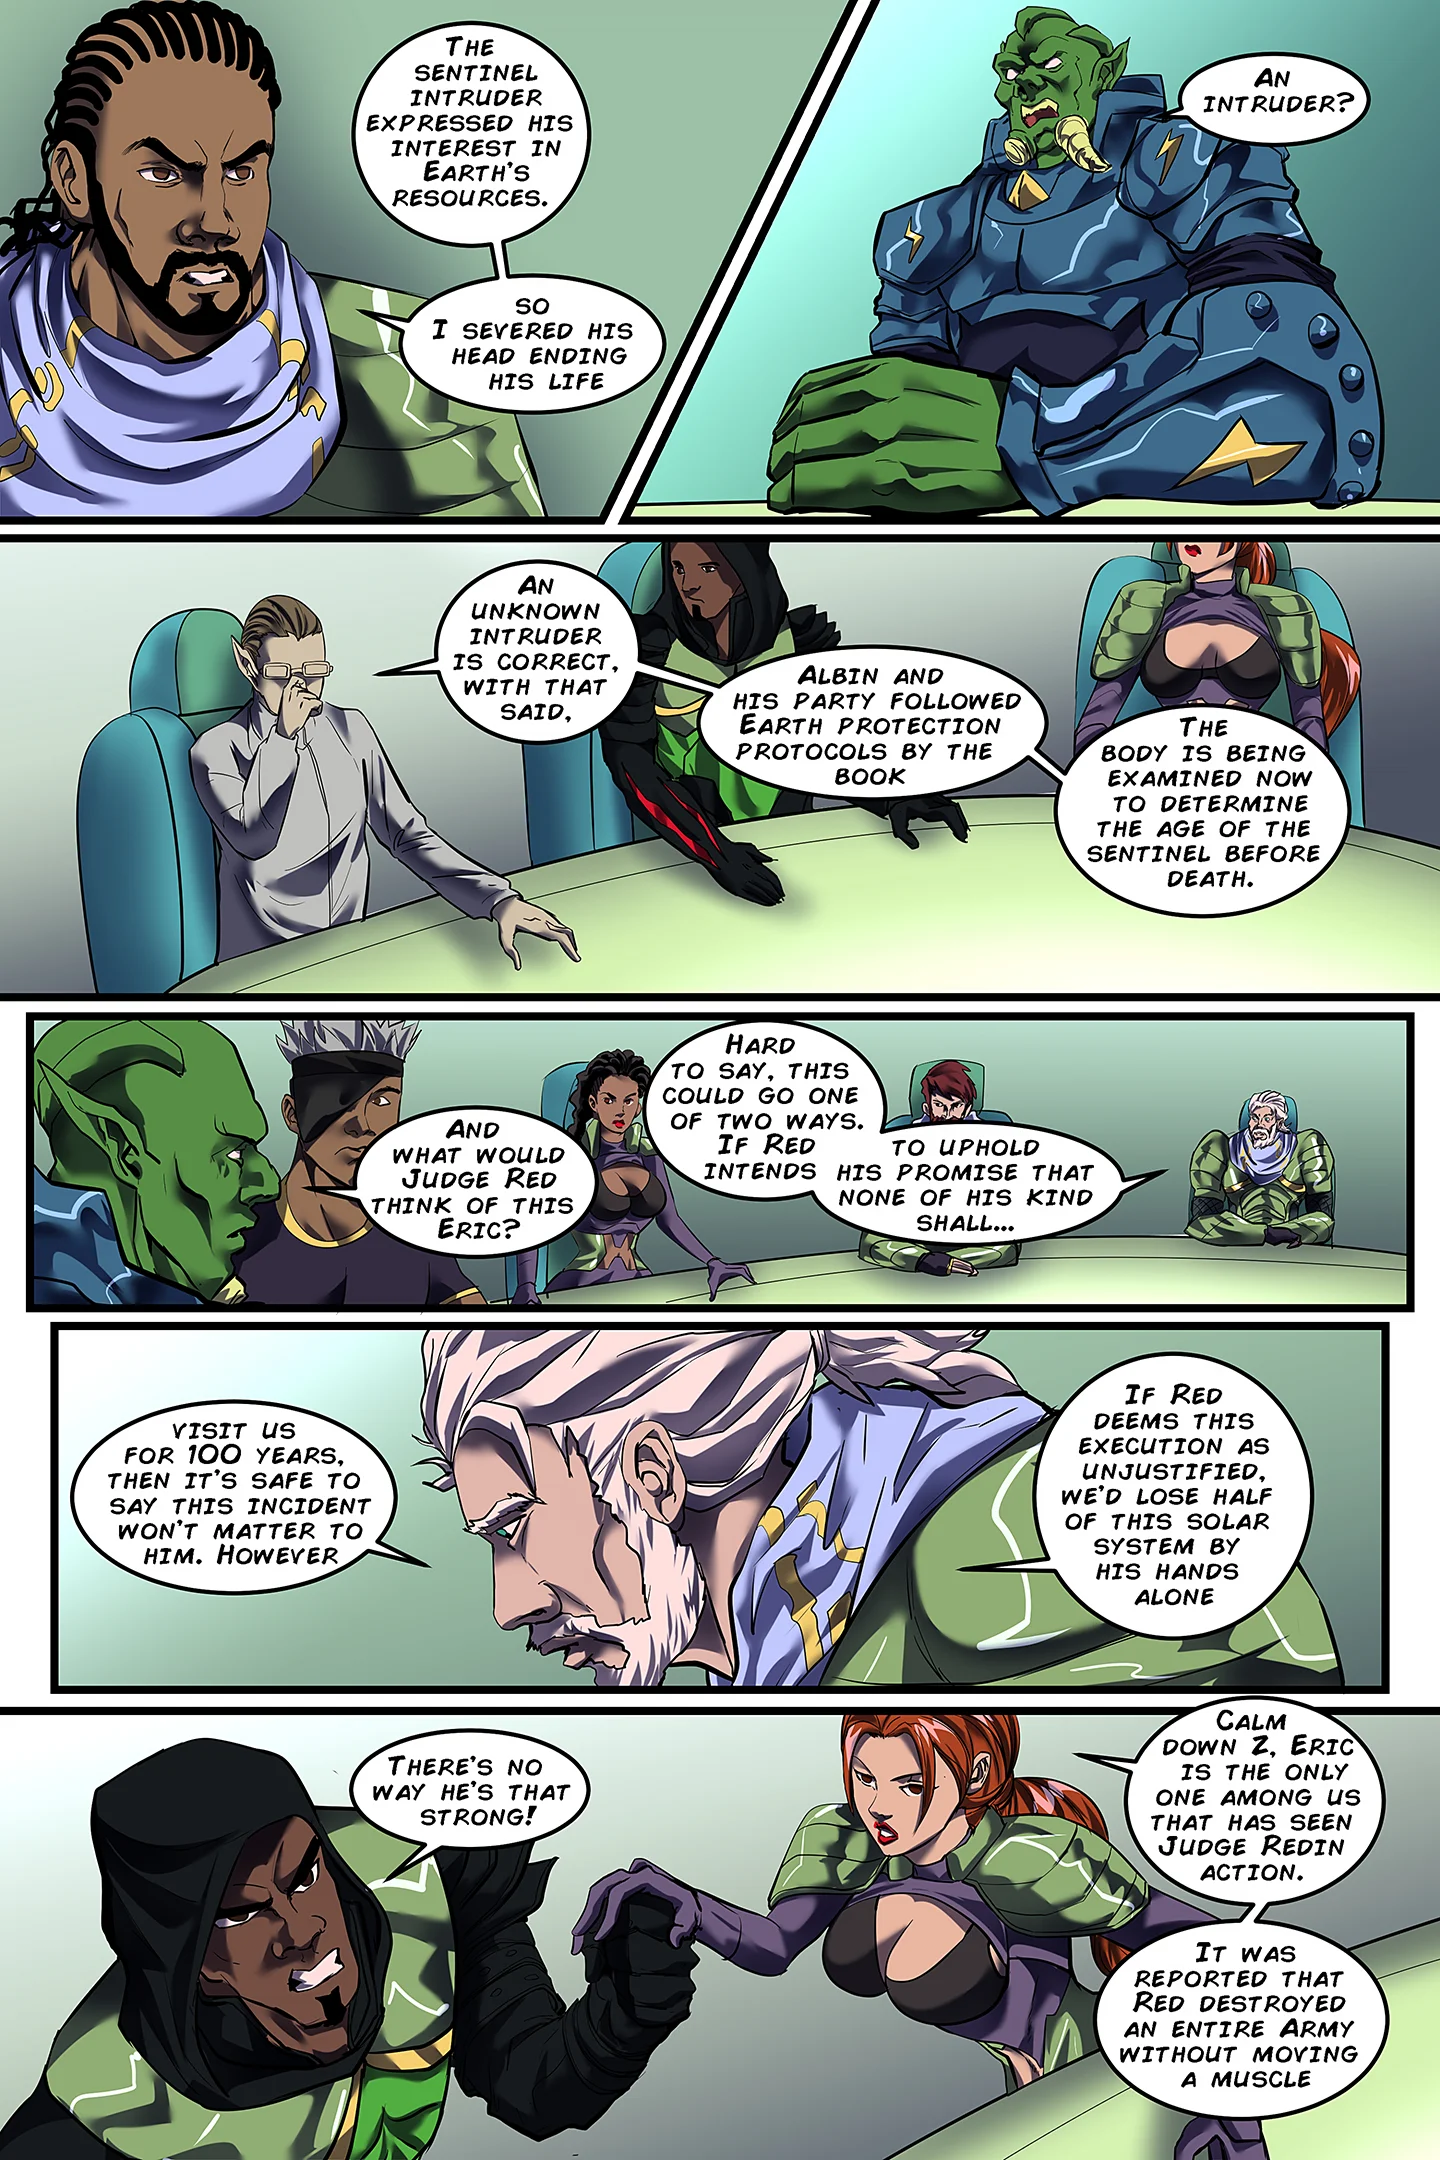 THE
SENTINEL
INTRUDER
EXPRESSED HIS
INTEREST IN
EARTH'S
RESOURCES.
SO
I SEVERED HIS
HEAD ENDING
HIS LIFE
AN
INTRUDER?
AN
UNKNOWN
INTRUDER
IS CORRECT,
WITH THAT
SAID,
ALBIN AND
HIS PARTY FOLLOWED
EARTH PROTECTION
PROTOCOLS BY THE
BOOK
THE
BODY IS BEING
EXAMINED NOW
TO DETERMINE
THE AGE OF THE
SENTINEL BEFORE
DEATH.
AND
WHAT WOULD
JUDGE RED
THINK OF THIS
ERIC?
HARD
TO SAY, THIS
COULD GO ONE
OF TWO WAYS.
IF RED
INTENDS
TO UPHOLD
HIS PROMISE THAT
NONE OF HIS KIND
SHALL...
VISIT US
FOR 100 YEARS,
THEN IT'S SAFE TO
SAY THIS INCIDENT
WON'T MATTER TO
HIM. HOWEVER
IF RED
DEEMS THIS
EXECUTION AS
UNJUSTIFIED,
WE'D LOSE HALF
OF THIS SOLAR
SYSTEM BY
HIS HANDS
ALONE
THERE'S NO
WAY HE'S THAT
STRONG!
CALM
DOWN Z, ERIC
IS THE ONLY
ONE AMONG US
THAT HAS SEEN
JUDGE REDIN
ACTION.
IT WAS
REPORTED THAT
RED DESTROYED
AN ENTIRE ARMY
WITHOUT MOVING
A MUSCLE